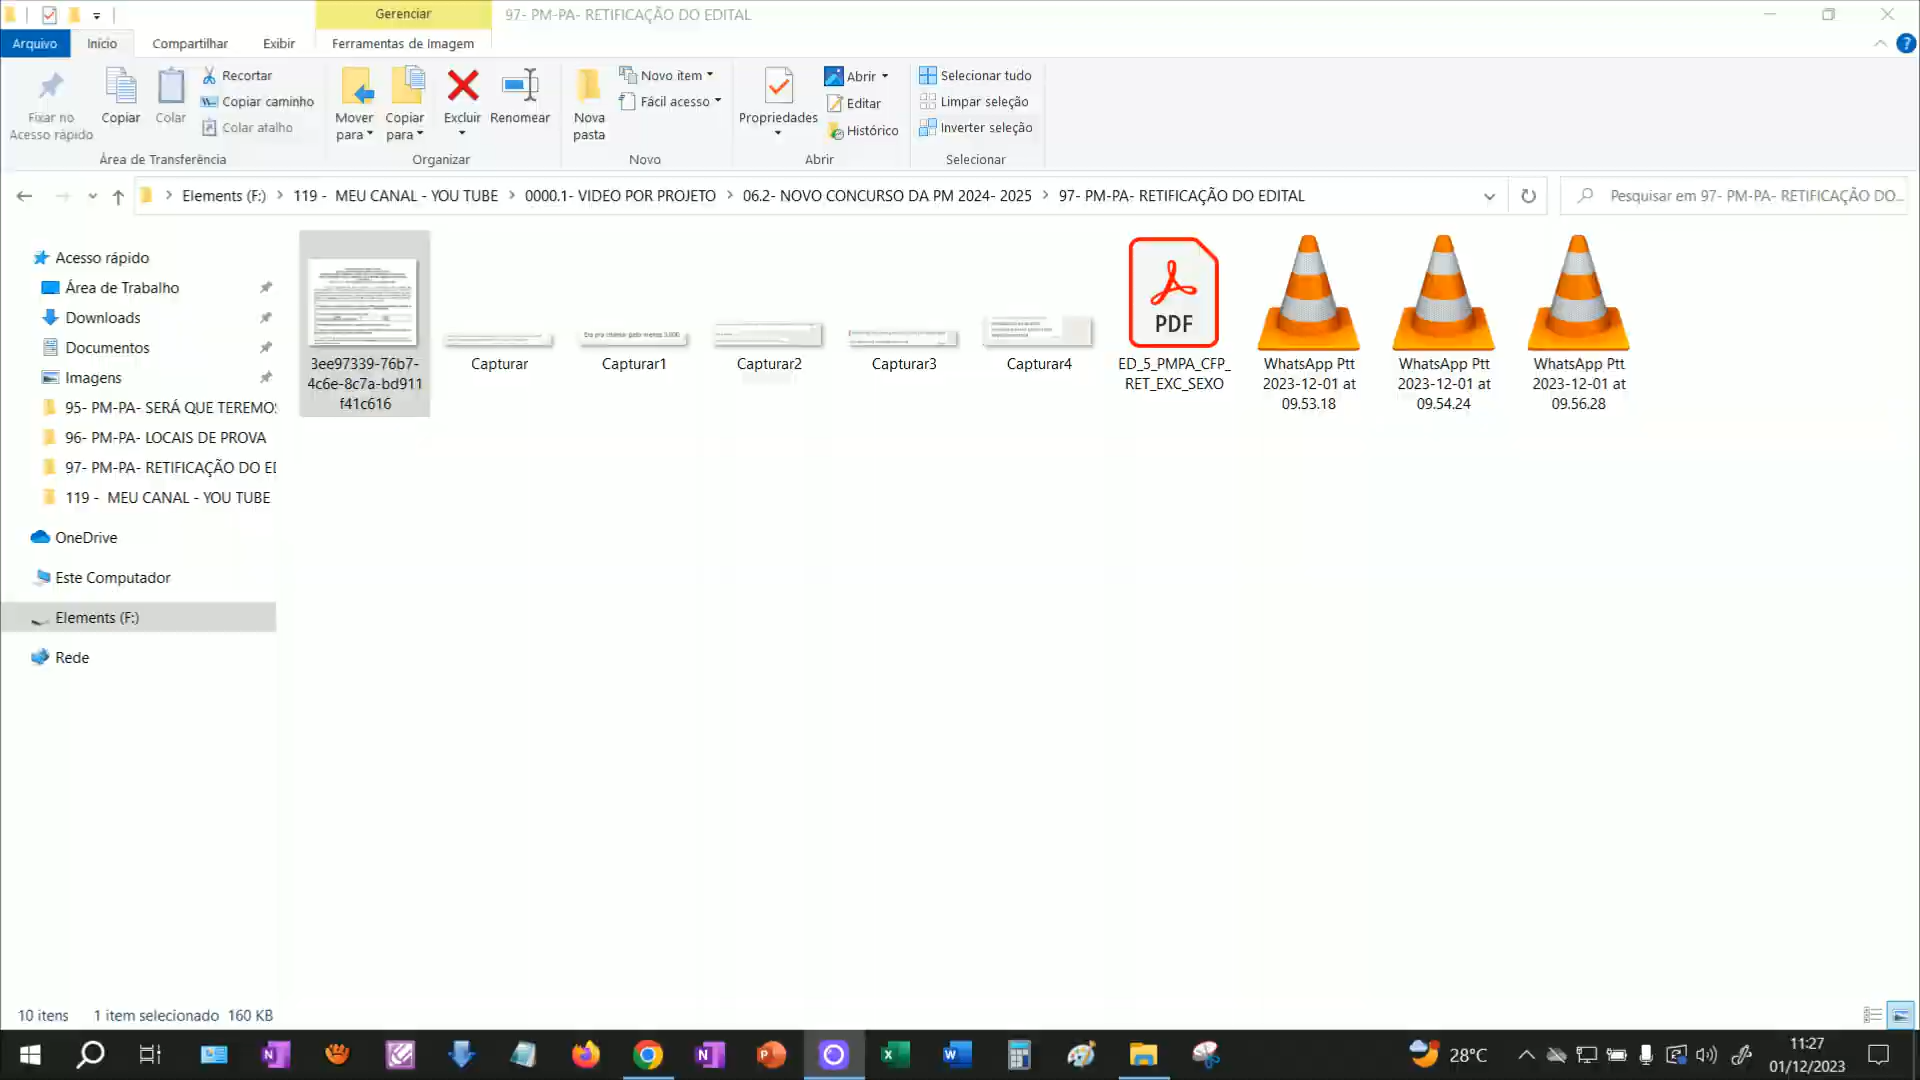 Gerenciar
97- PM-PA- RETIFICAÇÃO DO EDITAL
Arquivo
Início
Compartilhar
Exibir
Ferramentas de Imagem
Fixar no
Acesso rápido
Copiar
Colar
Recortar
Copiar caminho
Colar atalho
Área de Transferência
Mover
para
Copiar
para
Excluir
Renomear
Organizar
Nova
pasta
Novo item
Fácil acesso
Novo
Propriedades
Abrir
Editar
Histórico
Abrir
Selecionar tudo
Limpar seleção
Inverter seleção
Selecionar
Elements (F:)
119 - MEU CANAL - YOU TUBE
0000.1- VIDEO POR PROJETO
06.2- NOVO CONCURSO DA PM 2024- 2025
97- PM-PA- RETIFICAÇÃO DO EDITAL
Pesquisar em 97- PM-PA- RETIFICAÇÃO DO...
Acesso rápido
Área de Trabalho
Downloads
Documentos
Imagens
95- PM-PA- SERÁ QUE TEREMO
96- PM-PA- LOCAIS DE PROVA
97- PM-PA- RETIFICAÇÃO DO E
119 - MEU CANAL - YOU TUBE
OneDrive
Este Computador
Elements (F:)
Rede
3ee97339-76b7-
4c6e-8c7a-bd911
f41c616
Capturar
Era pra chamar pelo menos 3.000
Capturar1
Capturar2
Capturar3
Capturar4
PDF
ED_5_PMPA_CFP_
RET_EXC_SEXO
WhatsApp Ptt
2023-12-01 at
09.53.18
WhatsApp Ptt
2023-12-01 at
09.54.24
WhatsApp Ptt
2023-12-01 at
09.56.28
10 itens
1 item selecionado
160 KB
28°C
11:27
01/12/2023